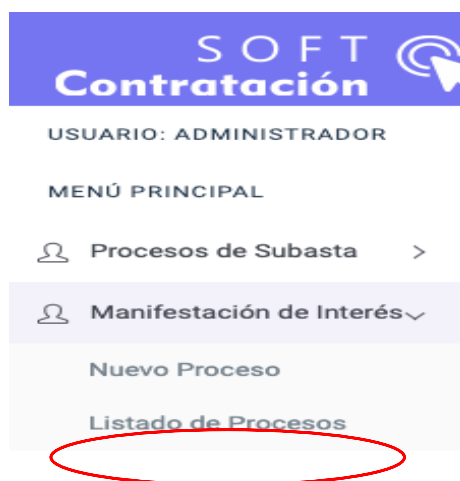 SOFT
Contratación
USUARIO: ADMINISTRADOR
MENÚ PRINCIPAL
Procesos de Subasta >
Manifestación de Interés
Nuevo Proceso
Listado de Procesos